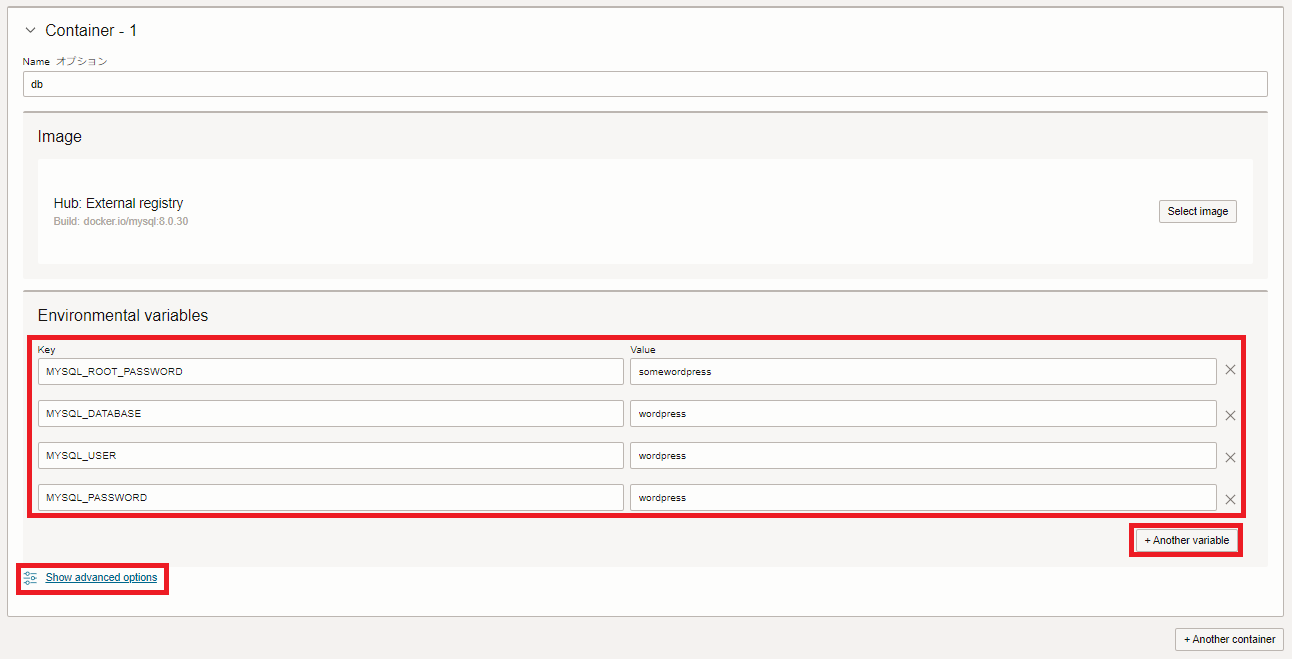 Container - 1
Name オプション
db
Image
Hub: External registry
Build: docker.io/mysql:8.0.30
Select image
Environmental variables
Key Value
MYSQL_ROOT_PASSWORD somewordpress
MYSQL_DATABASE wordpress
MYSQL_USER wordpress
MYSQL_PASSWORD wordpress
+ Another variable
Show advanced options
+ Another container